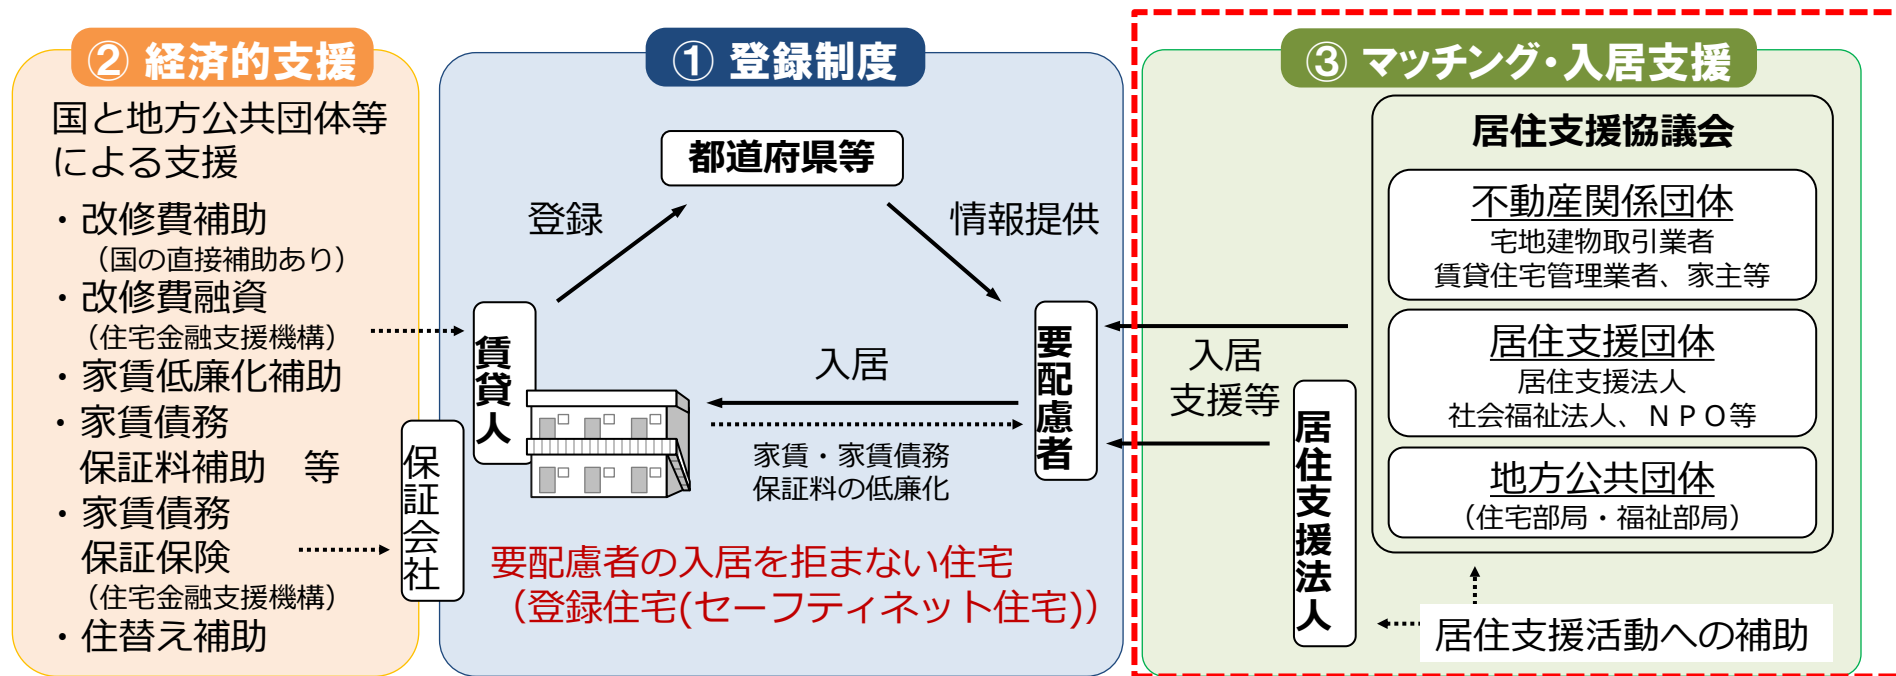 ② 経済的支援
国と地方公共団体等
による支援
・改修費補助
（国の直接補助あり）
・改修費融資
（住宅金融支援機構）
・家賃低廉化補助
・家賃債務
保証料補助　等
・家賃債務
保証保険
（住宅金融支援機構）
・住替え補助
保証会社
① 登録制度
都道府県等
登録
情報提供
賃貸人
要配慮者
入居
家賃・家賃債務
保証料の低廉化
要配慮者の入居を拒まない住宅
（登録住宅(セーフティネット住宅)）
③ マッチング・入居支援
居住支援協議会
不動産関係団体
宅地建物取引業者
賃貸住宅管理業者、家主等
居住支援団体
居住支援法人
社会福祉法人、ＮＰＯ等
地方公共団体
（住宅部局・福祉部局）
入居
支援等
居住支援法人
居住支援活動への補助